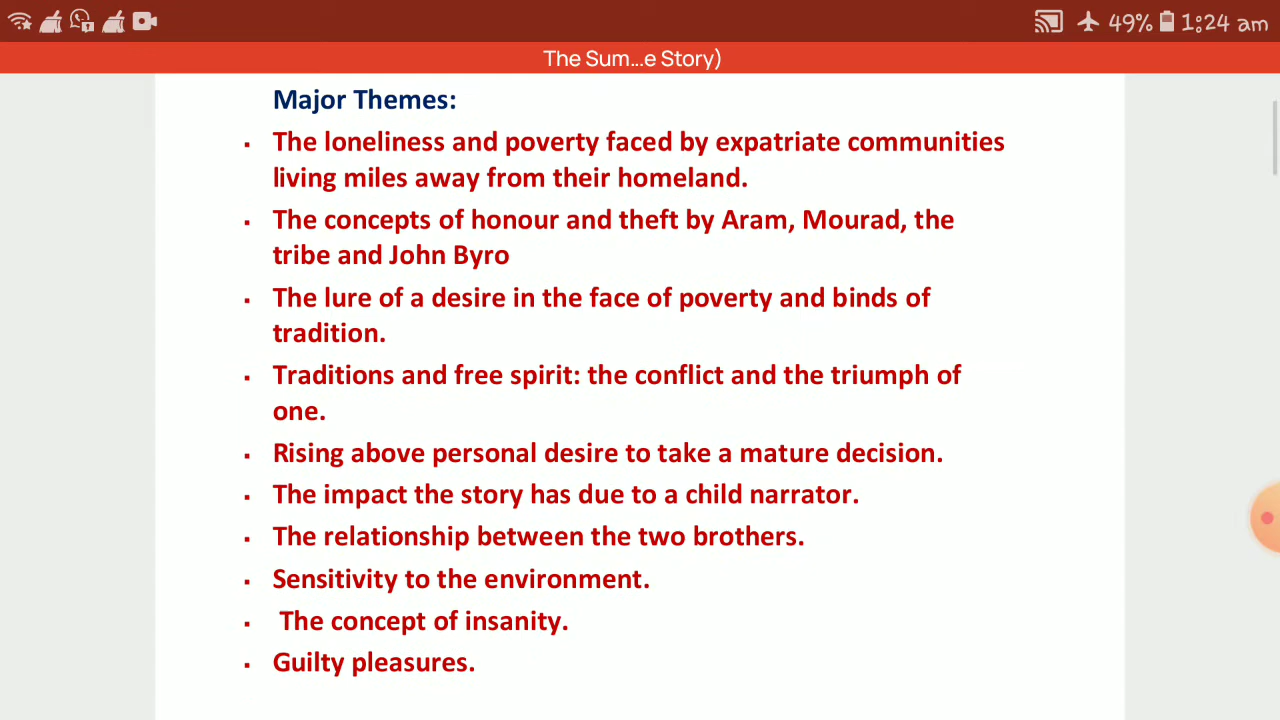 49% 1:24 am
The Sum...e Story)
Major Themes:
▪ The loneliness and poverty faced by expatriate communities
living miles away from their homeland.
▪ The concepts of honour and theft by Aram, Mourad, the
tribe and John Byro
▪ The lure of a desire in the face of poverty and binds of
tradition.
▪ Traditions and free spirit: the conflict and the triumph of
one.
▪ Rising above personal desire to take a mature decision.
▪ The impact the story has due to a child narrator.
▪ The relationship between the two brothers.
▪ Sensitivity to the environment.
▪ The concept of insanity.
▪ Guilty pleasures.